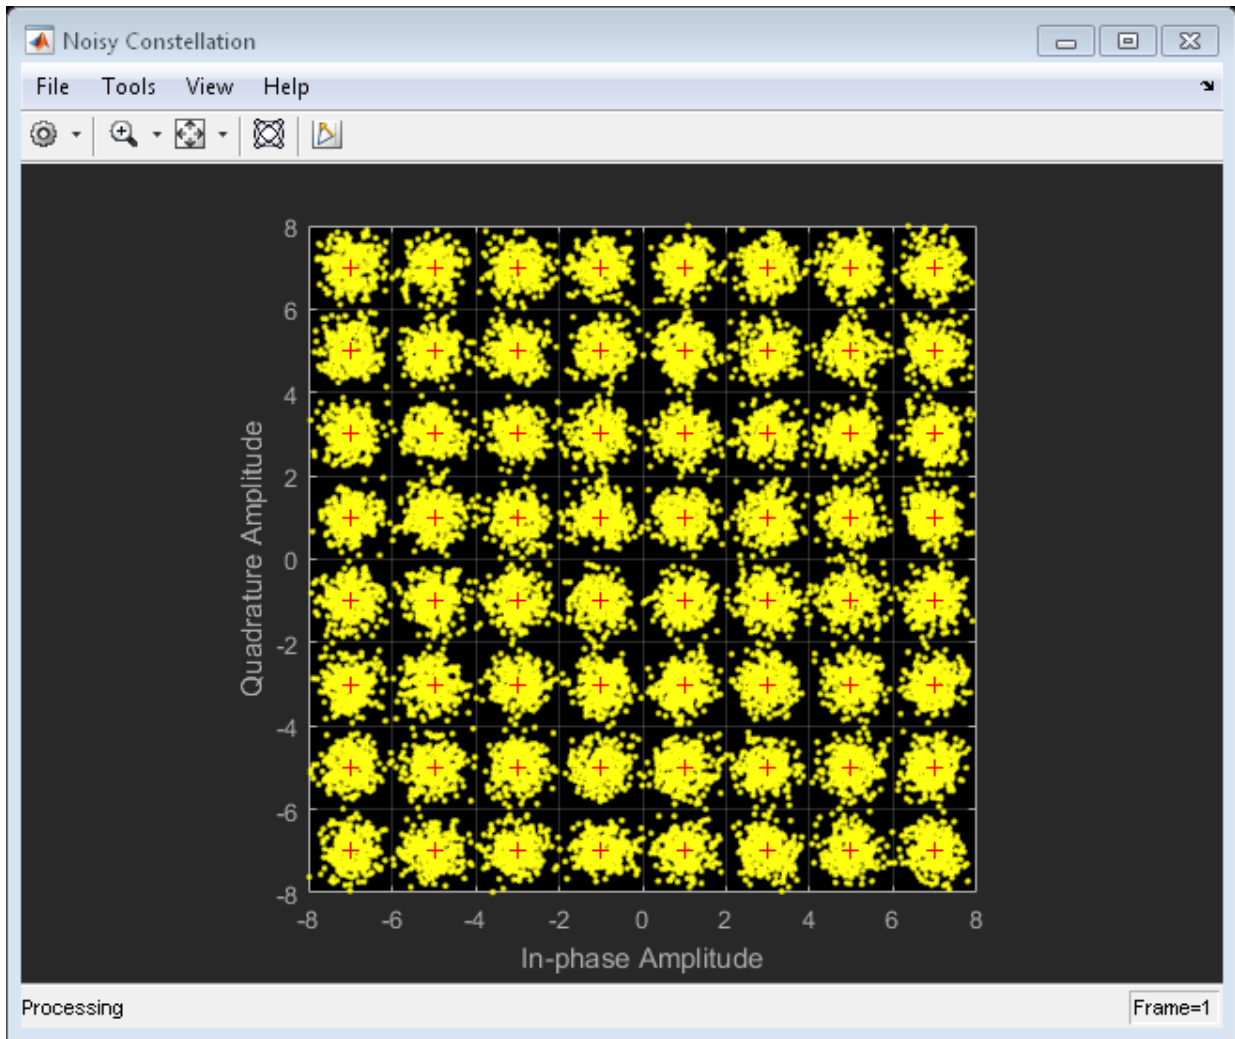 Noisy Constellation
File Tools View Help
8
6
4
2
0
-2
-4
-6
-8
Quadrature Amplitude
-8 -6 -4 -2 0 2 4 6 8
In-phase Amplitude
Processing
Frame=1